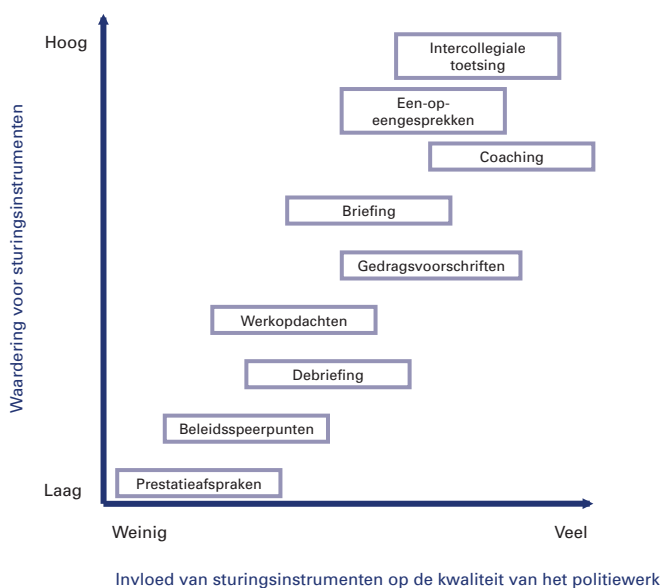 Hoog
Intercollegiale
toetsing
Een-op-
eengesprekken
Coaching
Briefing
Gedragsvoorschriften
Werkopdachten
Debriefing
Beleidsspeerpunten
Prestatieafspraken
Laag
Waardering voor sturingsinstrumenten
Weinig
Veel
Invloed van sturingsinstrumenten op de kwaliteit van het politiewerk